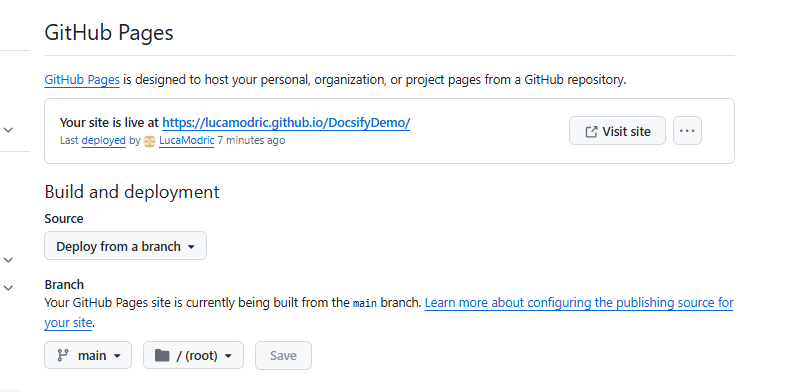 GitHub Pages
GitHub Pages is designed to host your personal, organization, or project pages from a GitHub repository.
Your site is live at https://lucamodric.github.io/DocsifyDemo/
Last deployed by LucaModric 7 minutes ago
Visit site
Build and deployment
Source
Deploy from a branch
Branch
Your GitHub Pages site is currently being built from the main branch. Learn more about configuring the publishing source for
your site.
main
/ (root)
Save